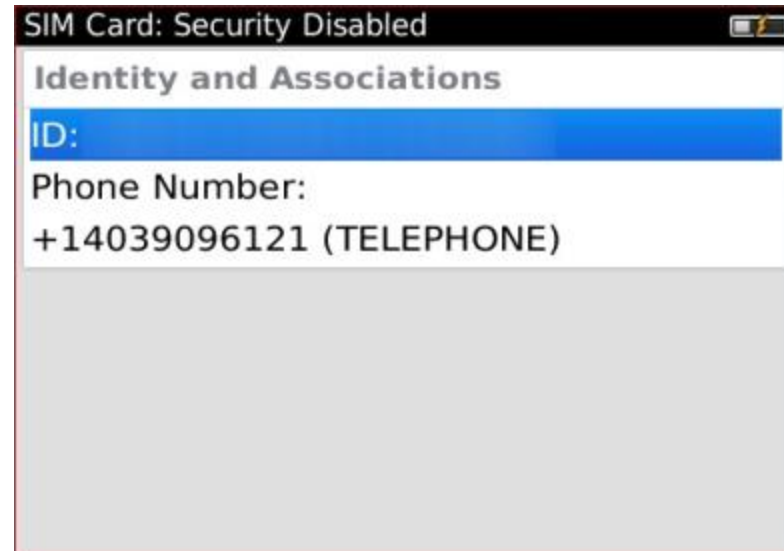 SIM Card: Security Disabled
Identity and Associations
ID:
Phone Number:
+14039096121 (TELEPHONE)